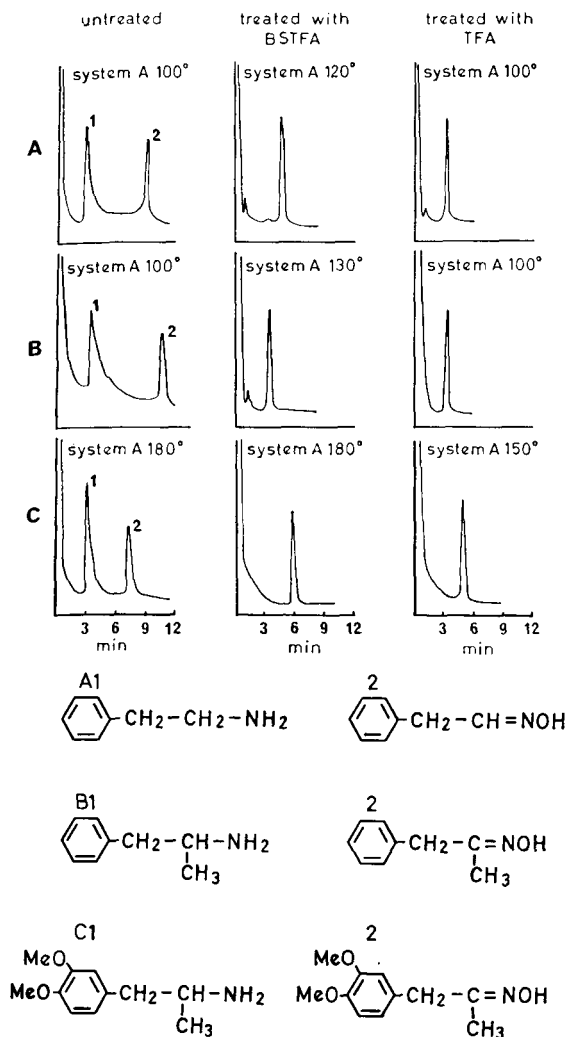 untreated treated with treated with
BSTFA TFA
system A 100° system A 120° system A 100°
A 1 2
system A 100° system A 130° system A 100°
B 1 2
system A 180° system A 180° system A 150°
C 1 2
3 6 9 12 3 6 9 12 3 6 9 12
min min min
A1 2
CH2-CH2-NH2 CH2-CH=NOH
B1 2
CH2-CH-NH2 CH2-C=NOH
CH3 CH3
C1 2
MeO MeO
MeO CH2-CH-NH2 MeO CH2-C=NOH
CH3 CH3